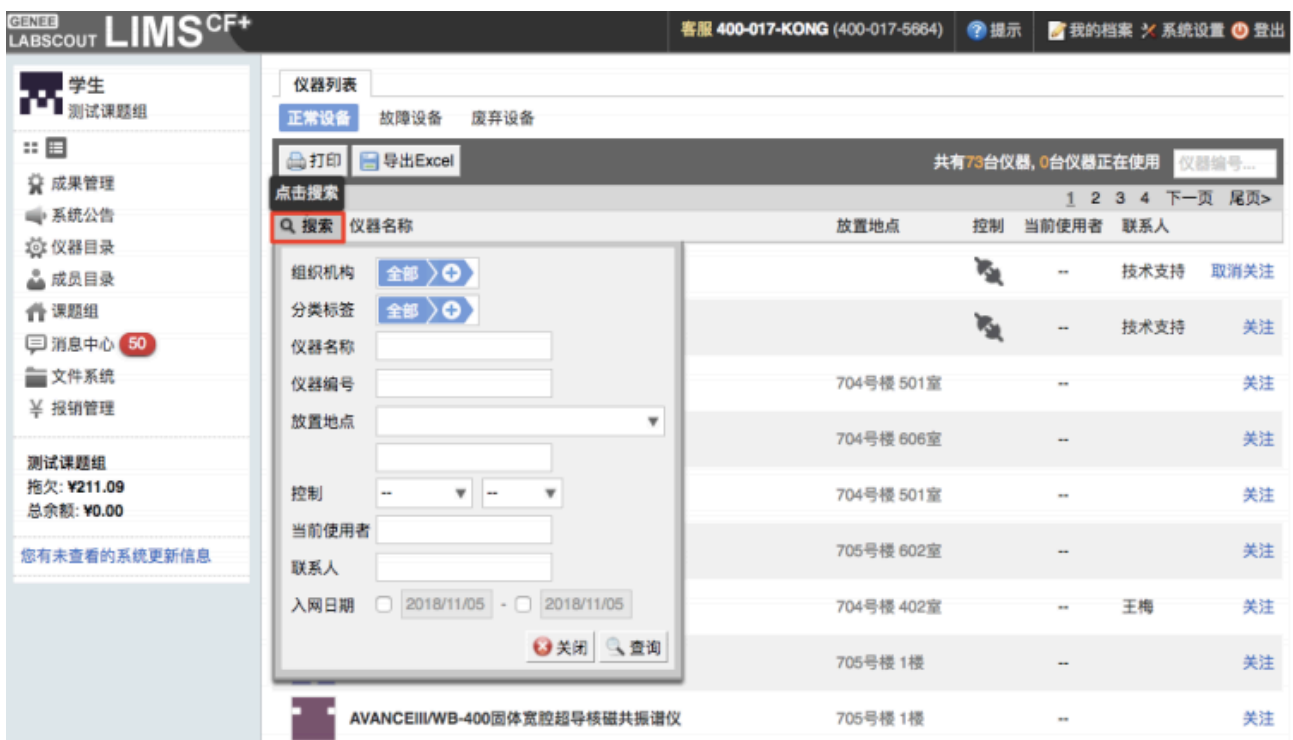 GENEE
LABSCOUT LIMS CF+
客服 400-017-KONG (400-017-5664) 提示 我的档案 系统设置 登出
学生
测试课题组
成果管理
系统公告
仪器目录
成员目录
课题组
消息中心 50
文件系统
¥ 报销管理
测试课题组
拖欠: ¥211.09
总余额: ¥0.00
您有未查看的系统更新信息
仪器列表
正常设备 故障设备 废弃设备
打印 导出Excel 共有73台仪器, 0台仪器正在使用 仪器编号...
点击搜索
1 2 3 4 下一页 尾页>
搜索 仪器名称 放置地点 控制 当前使用者 联系人
组织机构 全部
分类标签 全部
仪器名称
仪器编号
放置地点
控制 -- --
当前使用者
联系人
入网日期 2018/11/05 - 2018/11/05
关闭 查询
-- 技术支持 取消关注
-- 技术支持 关注
704号楼 501室 -- 关注
704号楼 606室 -- 关注
704号楼 501室 -- 关注
705号楼 602室 -- 关注
704号楼 402室 -- 王梅 关注
705号楼 1楼 -- 关注
AVANCEIII/WB-400固体宽腔超导核磁共振谱仪 705号楼 1楼 -- 关注